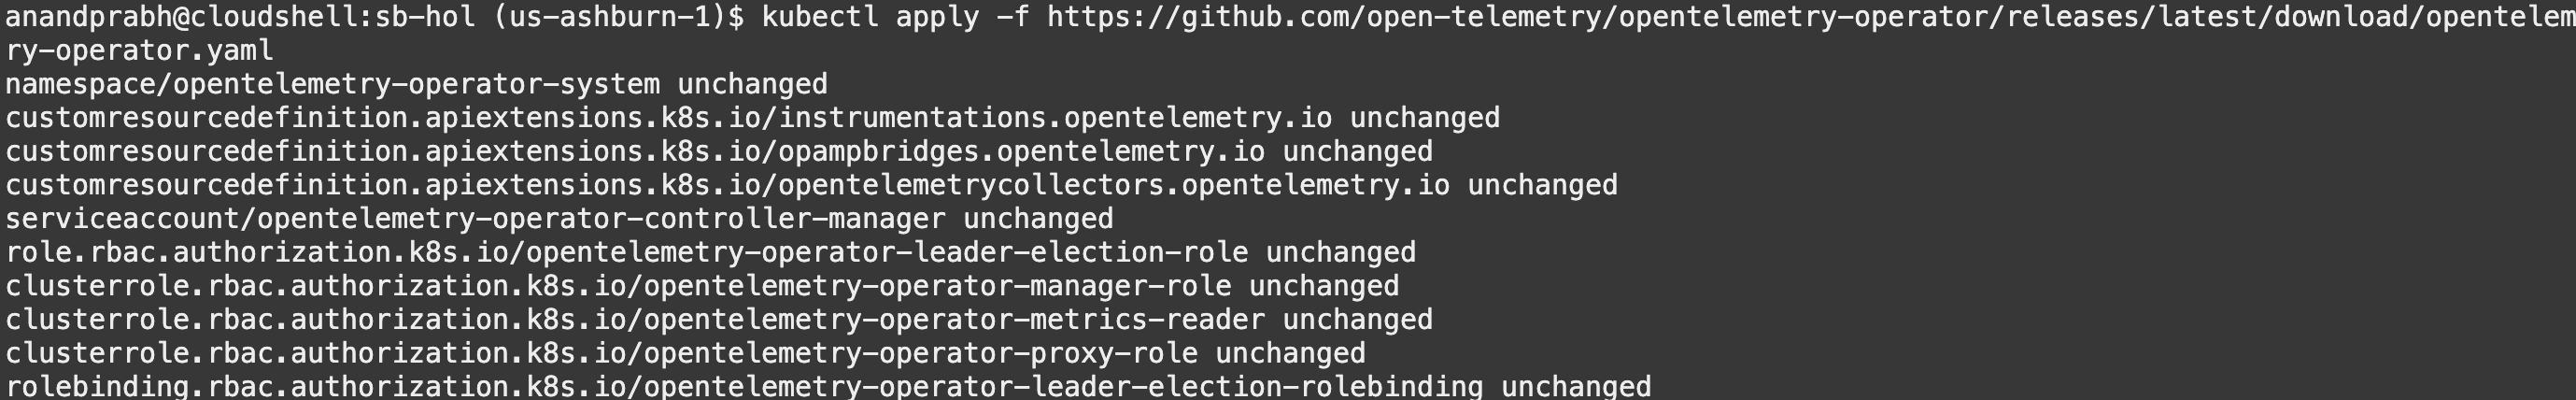 anandprabh@cloudshell:sb-hol (us-ashburn-1)$ kubectl apply -f https://github.com/open-telemetry/opentelemetry-operator/releases/latest/download/opentelem
ry-operator.yaml
namespace/opentelemetry-operator-system unchanged
customresourcedefinition.apiextensions.k8s.io/instrumentations.opentelemetry.io unchanged
customresourcedefinition.apiextensions.k8s.io/opampbridges.opentelemetry.io unchanged
customresourcedefinition.apiextensions.k8s.io/opentelemetrycollectors.opentelemetry.io unchanged
serviceaccount/opentelemetry-operator-controller-manager unchanged
role.rbac.authorization.k8s.io/opentelemetry-operator-leader-election-role unchanged
clusterrole.rbac.authorization.k8s.io/opentelemetry-operator-manager-role unchanged
clusterrole.rbac.authorization.k8s.io/opentelemetry-operator-metrics-reader unchanged
clusterrole.rbac.authorization.k8s.io/opentelemetry-operator-proxy-role unchanged
rolebinding.rbac.authorization.k8s.io/opentelemetry-operator-leader-election-rolebinding unchanged